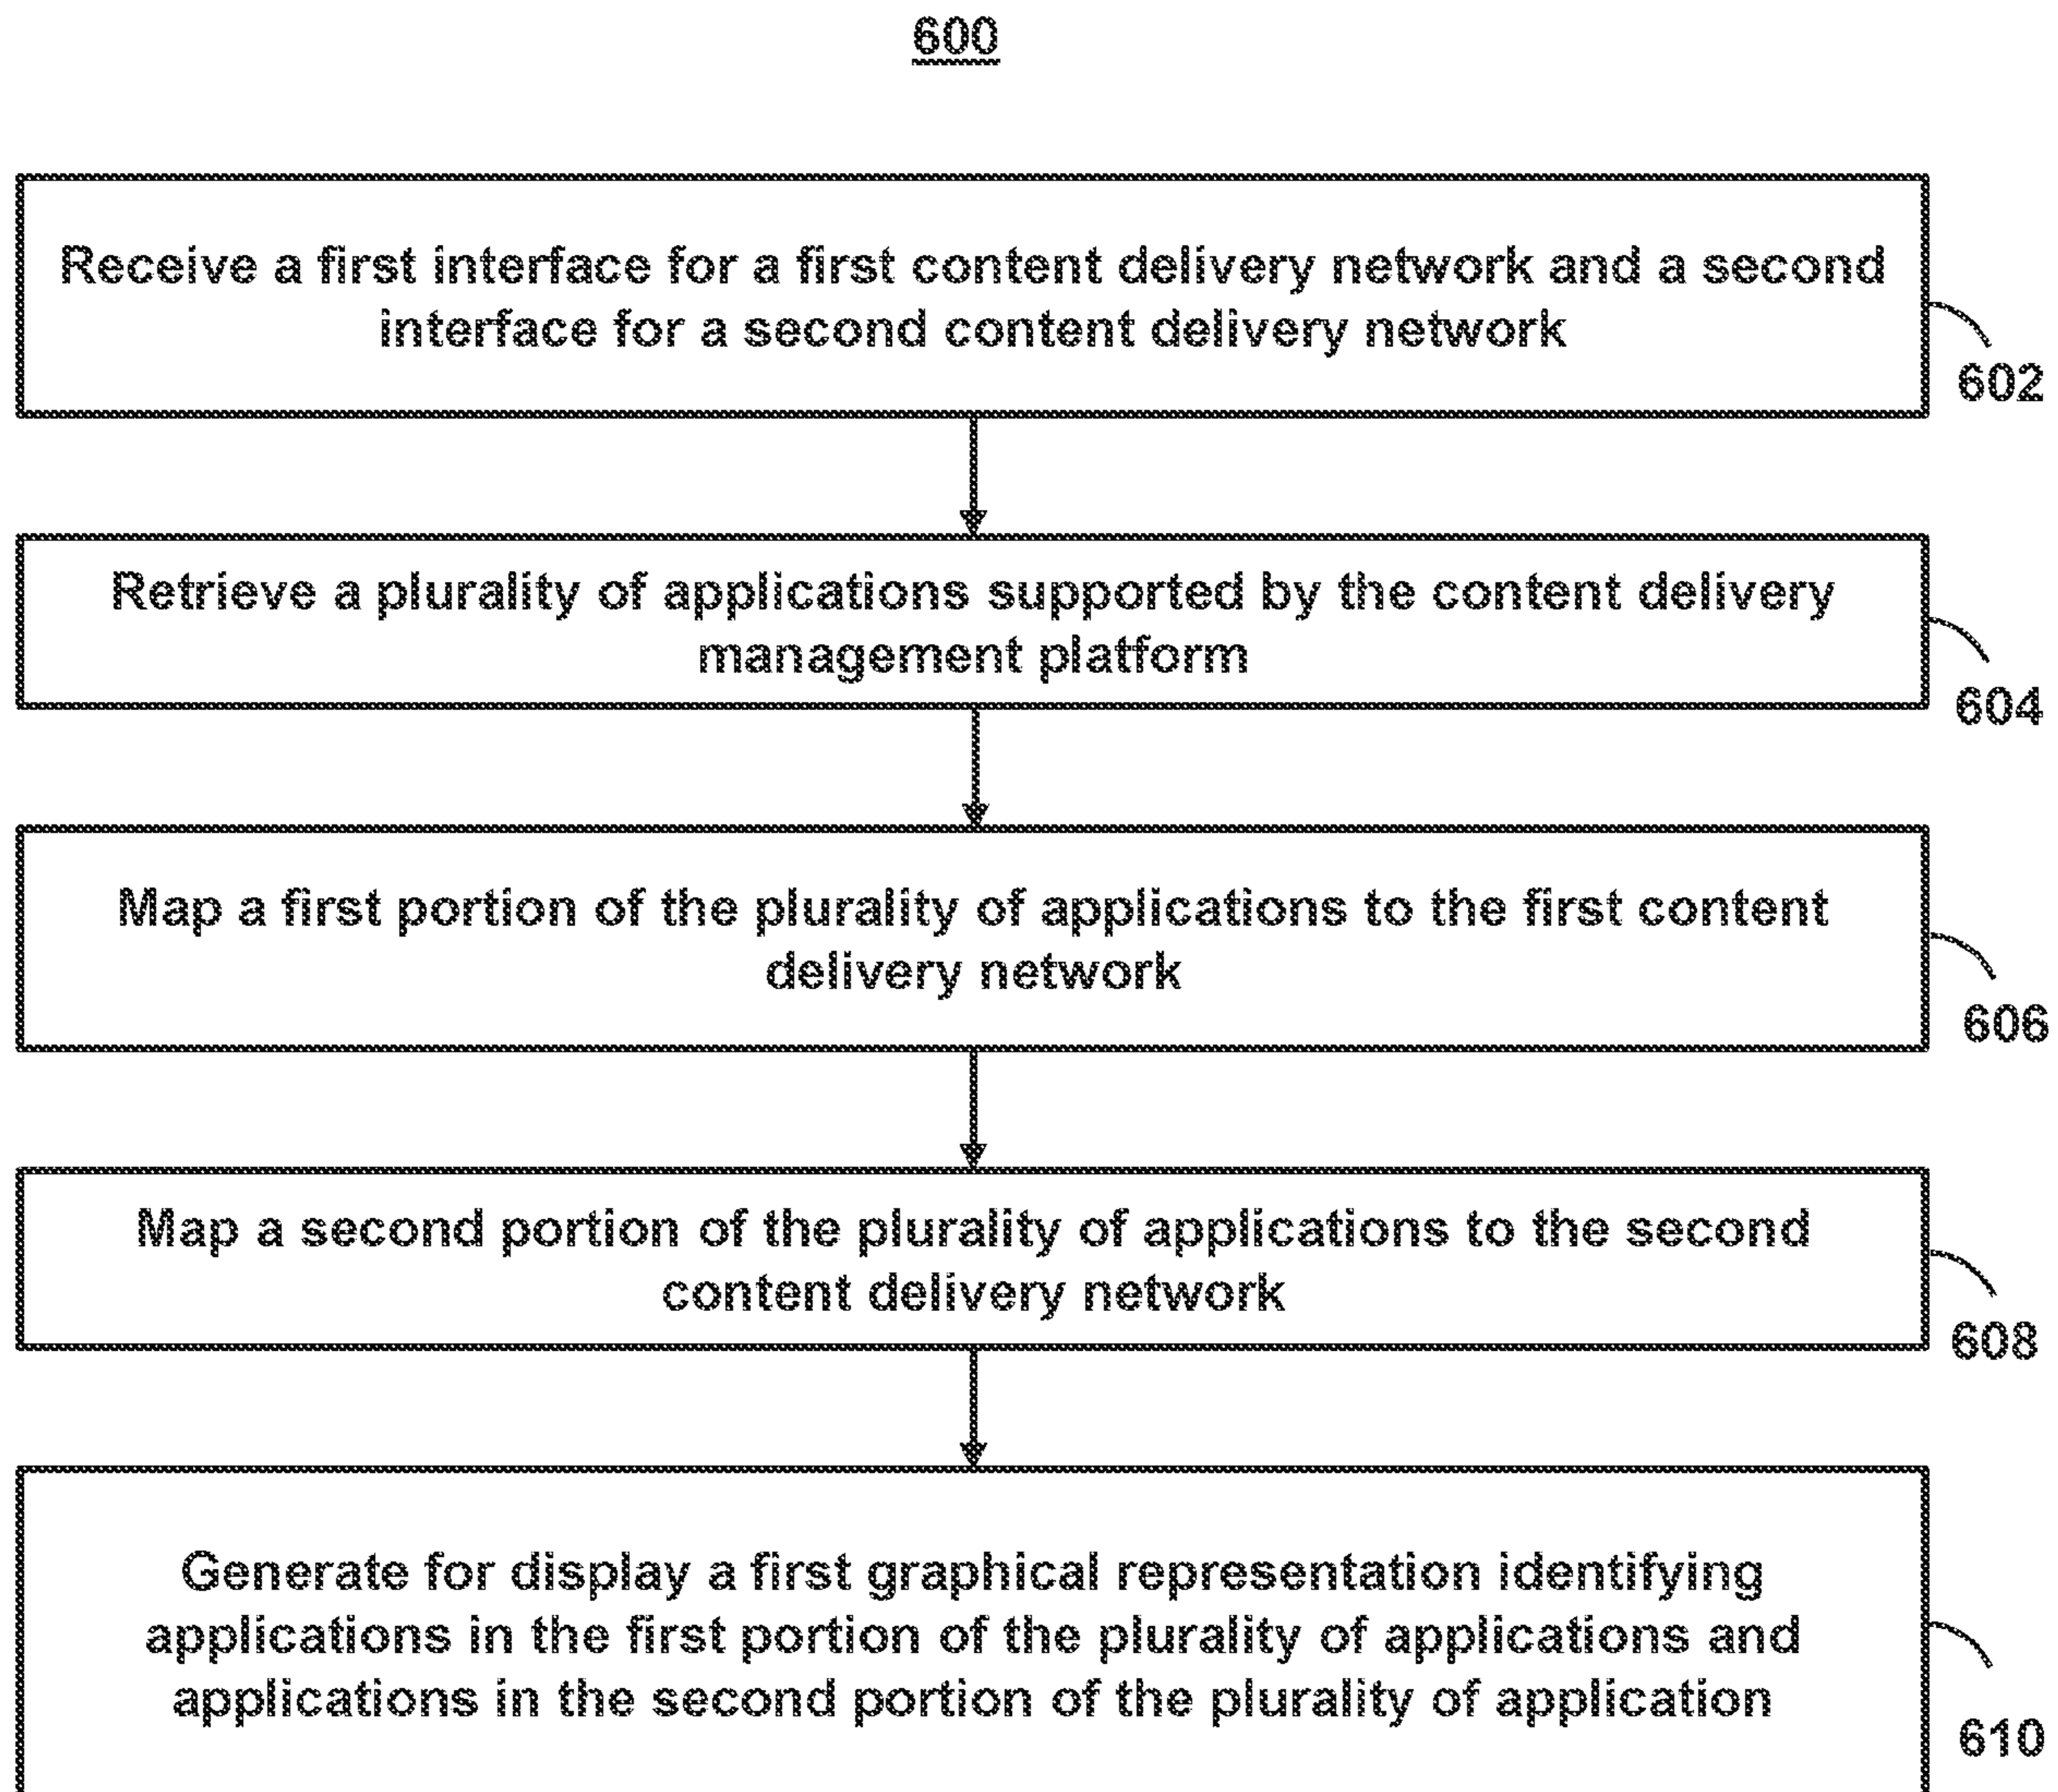 600
Receive a first interface for a first content delivery network and a second
interface for a second content delivery network
602
Retrieve a plurality of applications supported by the content delivery
management platform
604
Map a first portion of the plurality of applications to the first content
delivery network
606
Map a second portion of the plurality of applications to the second
content delivery network
608
Generate for display a first graphical representation identifying
applications in the first portion of the plurality of applications and
applications in the second portion of the plurality of application
610